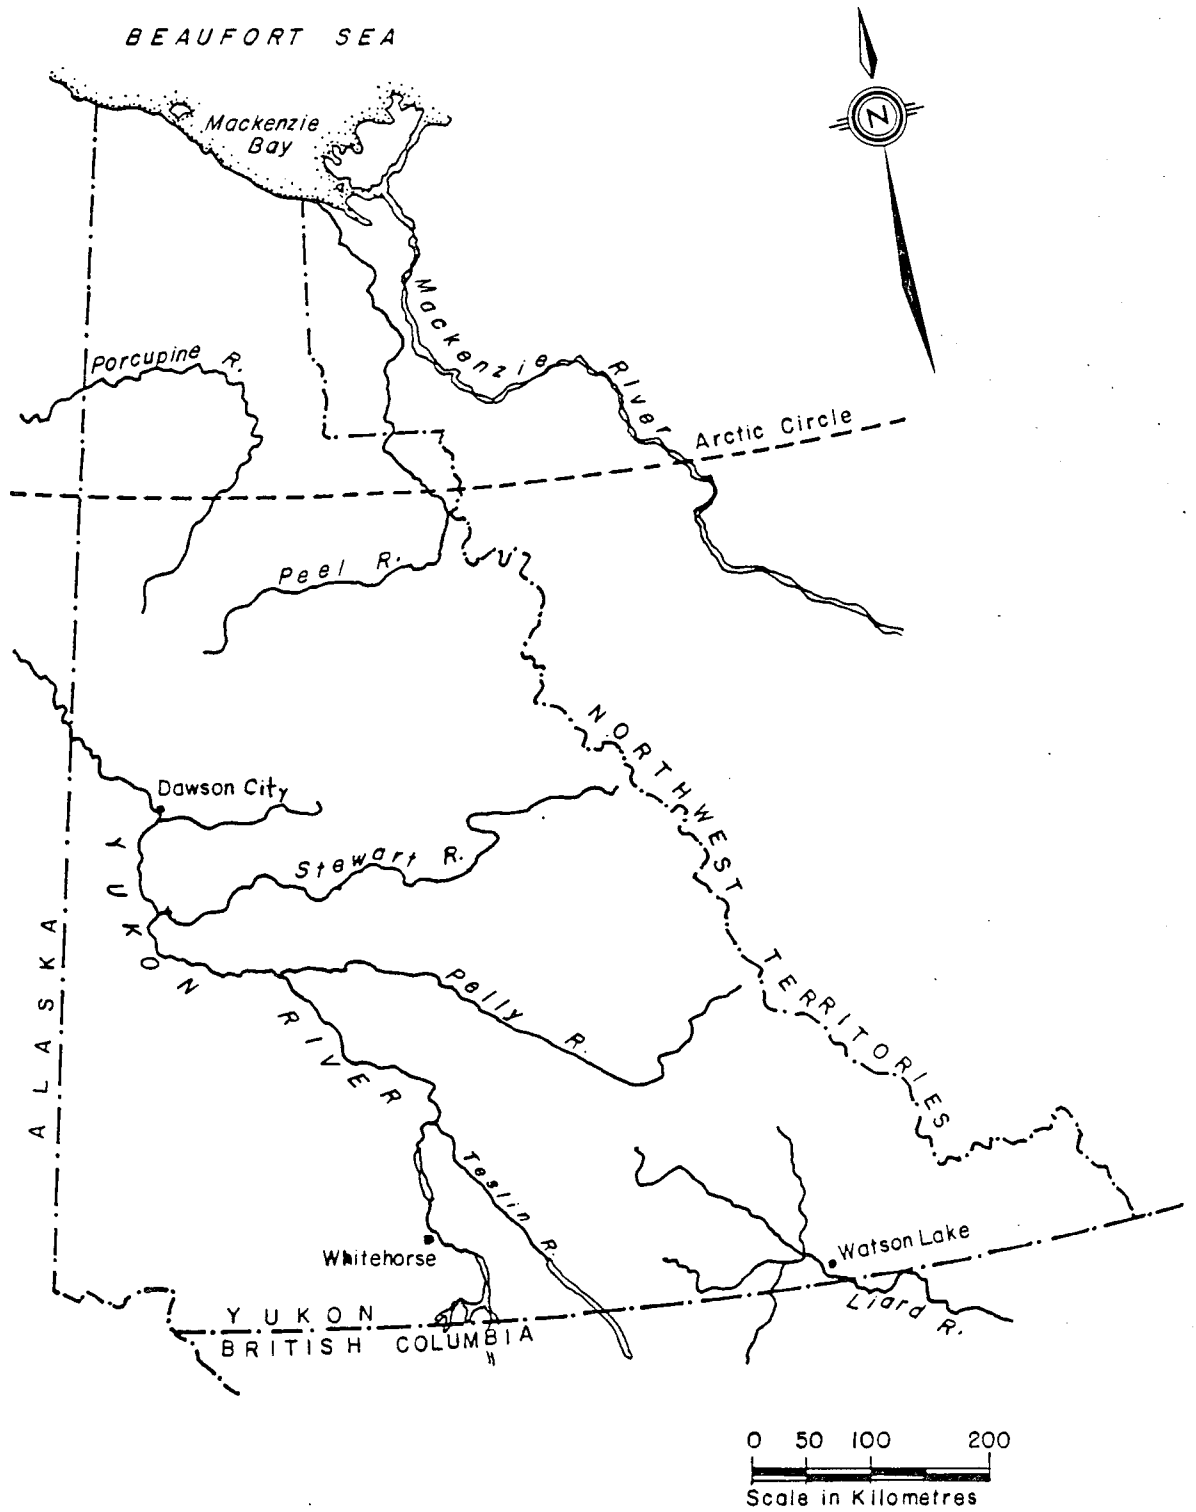 BEAUFORT SEA
Mackenzie
Bay
N
Mackenzie River
Porcupine R.
Arctic Circle
Peel R.
NORTHWEST TERRITORIES
Dawson City
Stewart R.
YUKON RIVER
ALASKA
Pelly R.
Teslin R.
Whitehorse
Watson Lake
Liard R.
YUKON
BRITISH COLUMBIA
0 50 100 200
Scale in Kilometres